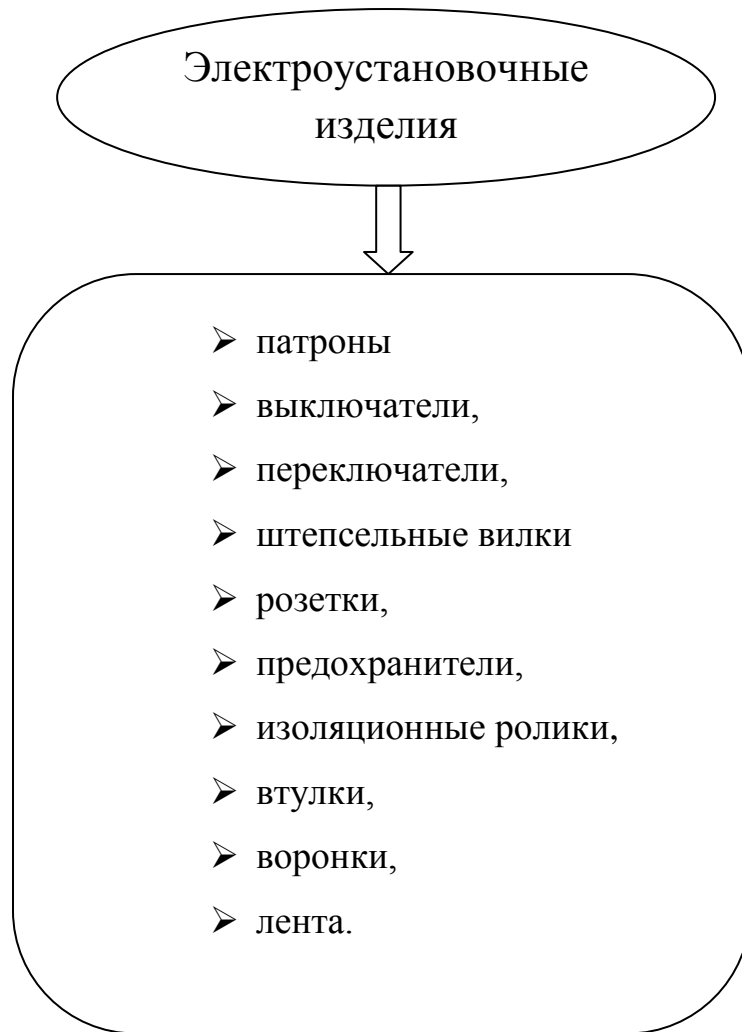 Электроустановочные
изделия
➢ патроны
➢ выключатели,
➢ переключатели,
➢ штепсельные вилки
➢ розетки,
➢ предохранители,
➢ изоляционные ролики,
➢ втулки,
➢ воронки,
➢ лента.